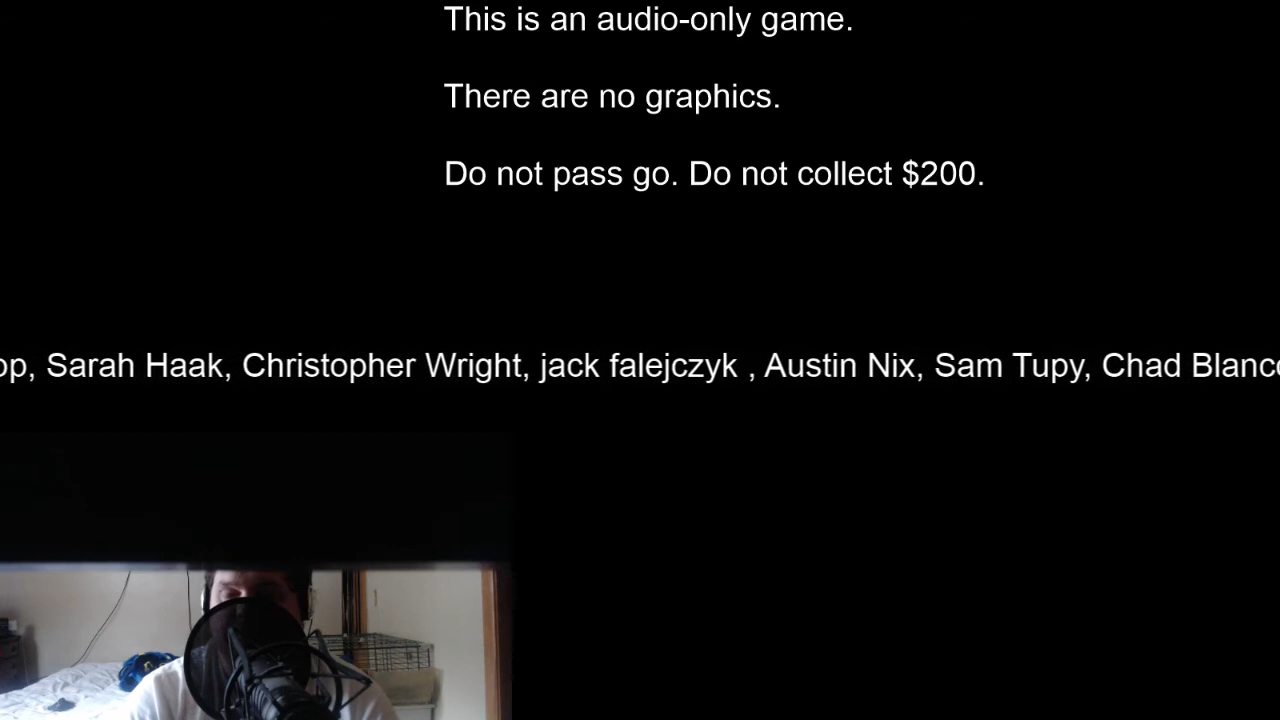 This is an audio-only game.
There are no graphics.
Do not pass go. Do not collect $200.
Sarah Haak, Christopher Wright, jack falejczyk , Austin Nix, Sam Tupy, Chad